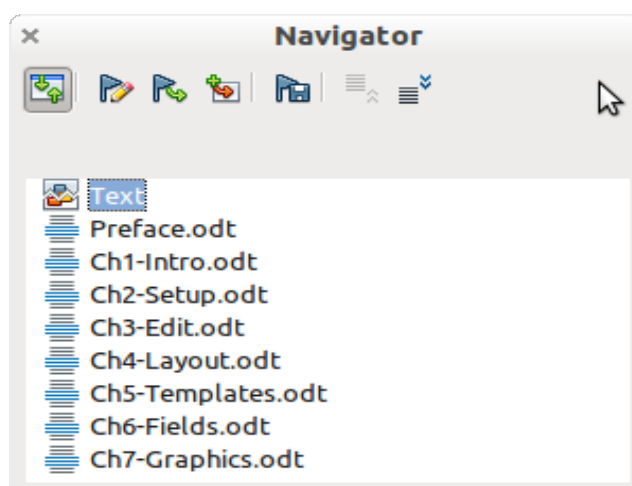 Navigator
Text
Preface.odt
Ch1-Intro.odt
Ch2-Setup.odt
Ch3-Edit.odt
Ch4-Layout.odt
Ch5-Templates.odt
Ch6-Fields.odt
Ch7-Graphics.odt